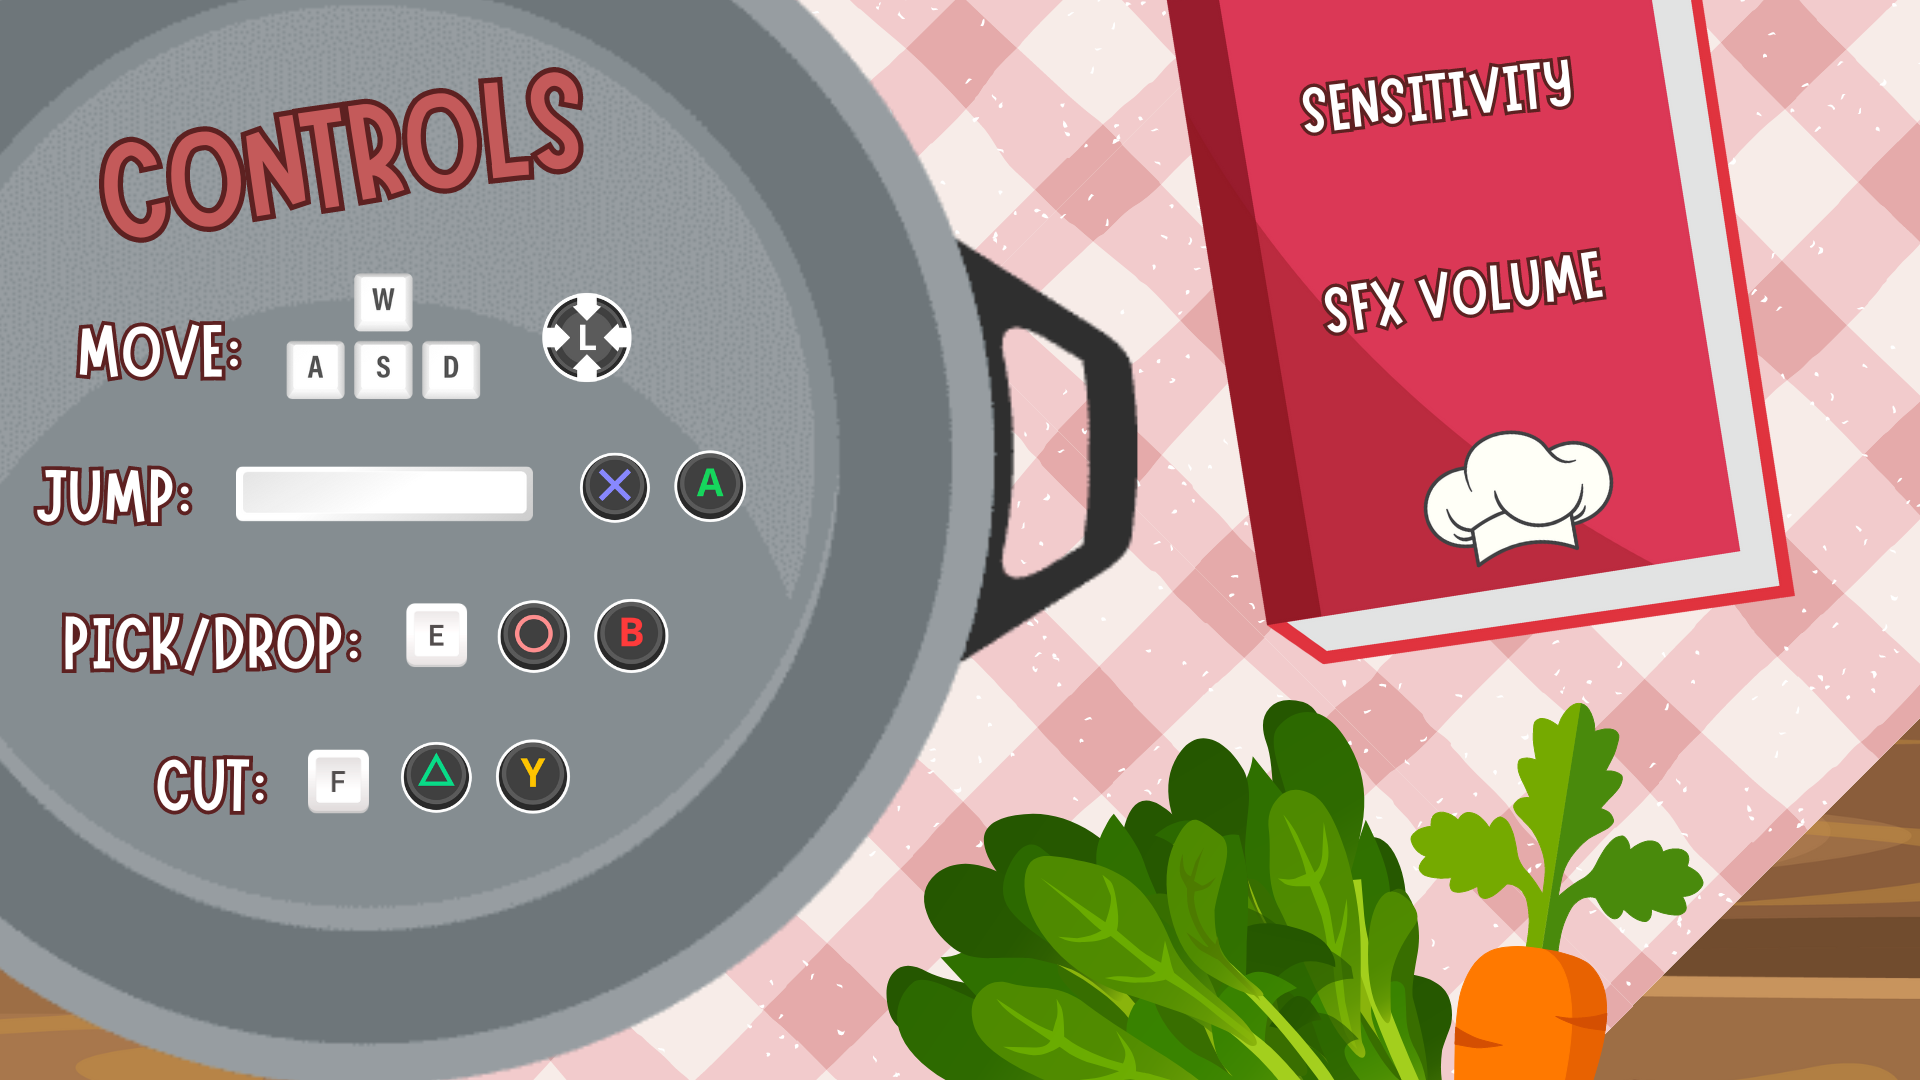 CONTROLS
MOVE: W L
A S D
JUMP: A
PICK/DROP: E B
CUT: F Y
SENSITIVITY
SFX VOLUME